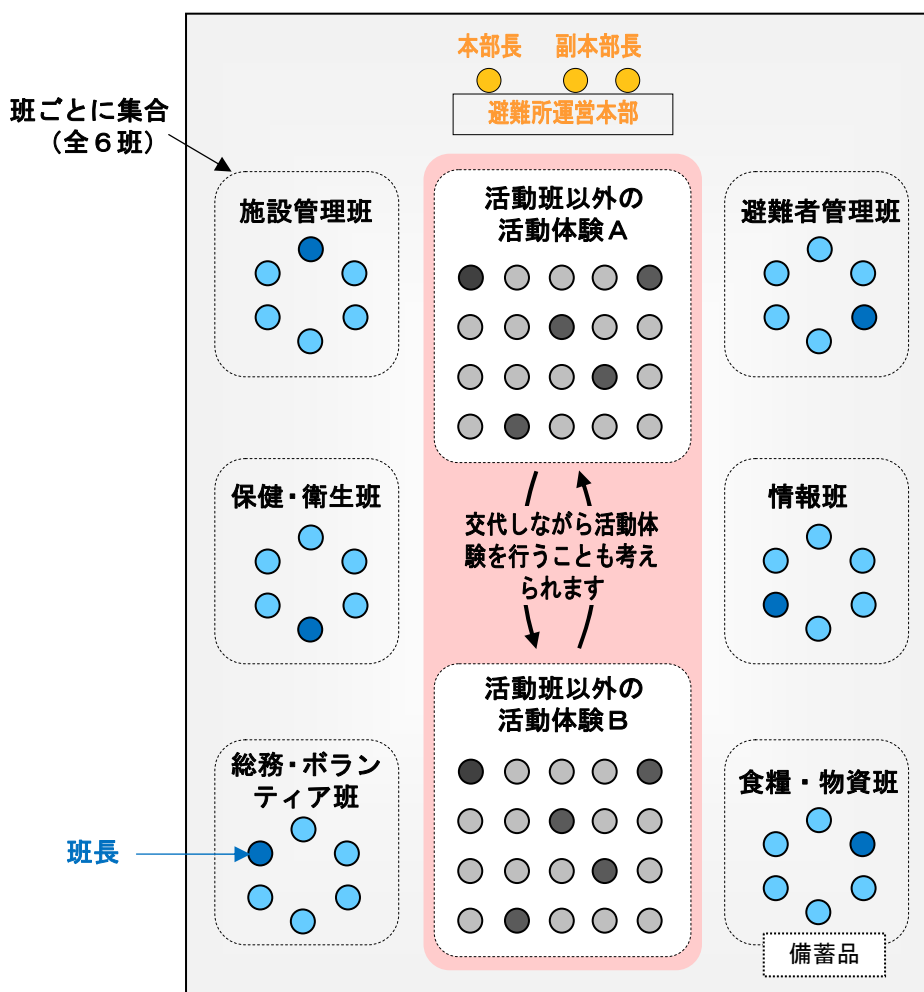 本部長
副本部長
避難所運営本部
班ごとに集合
（全６班）
施設管理班
活動班以外の
活動体験Ａ
避難者管理班
保健・衛生班
交代しながら活動体
験を行うことも考え
られます
情報班
総務・ボラン
ティア班
活動班以外の
活動体験Ｂ
食糧・物資班
班長
備蓄品